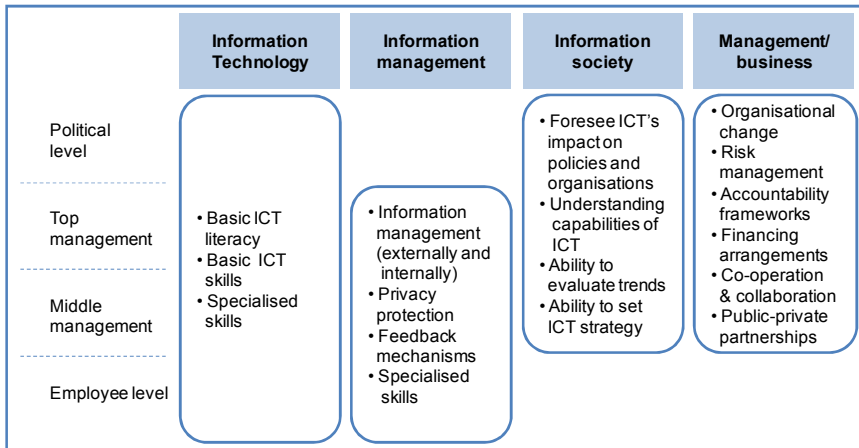 Information
Technology
Information
management
Information
society
Management/
business
Political
level
Top
management
Middle
management
Employee level
• Basic ICT
literacy
• Basic ICT
skills
• Specialised
skills
• Information
management
(externally and
internally)
• Privacy
protection
• Feedback
mechanisms
• Specialised
skills
• Foresee ICT's
impact on
policies and
organisations
• Understanding
capabilities of
ICT
• Ability to
evaluate trends
• Ability to set
ICT strategy
• Organisational
change
• Risk
management
• Accountability
frameworks
• Financing
arrangements
• Co-operation
& collaboration
• Public-private
partnerships